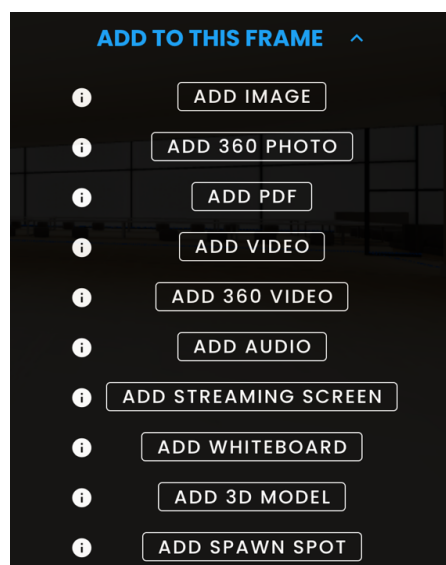 ADD TO THIS FRAME
ADD IMAGE
ADD 360 PHOTO
ADD PDF
ADD VIDEO
ADD 360 VIDEO
ADD AUDIO
ADD STREAMING SCREEN
ADD WHITEBOARD
ADD 3D MODEL
ADD SPAWN SPOT